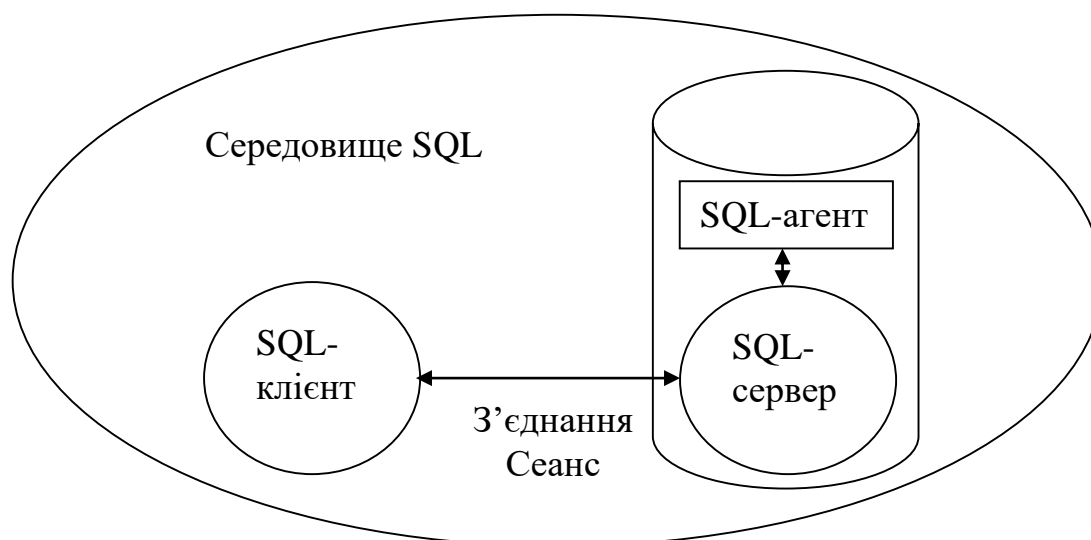 Середовище SQL
SQL-агент
SQL-
клієнт
SQL-
сервер
З’єднання
Сеанс